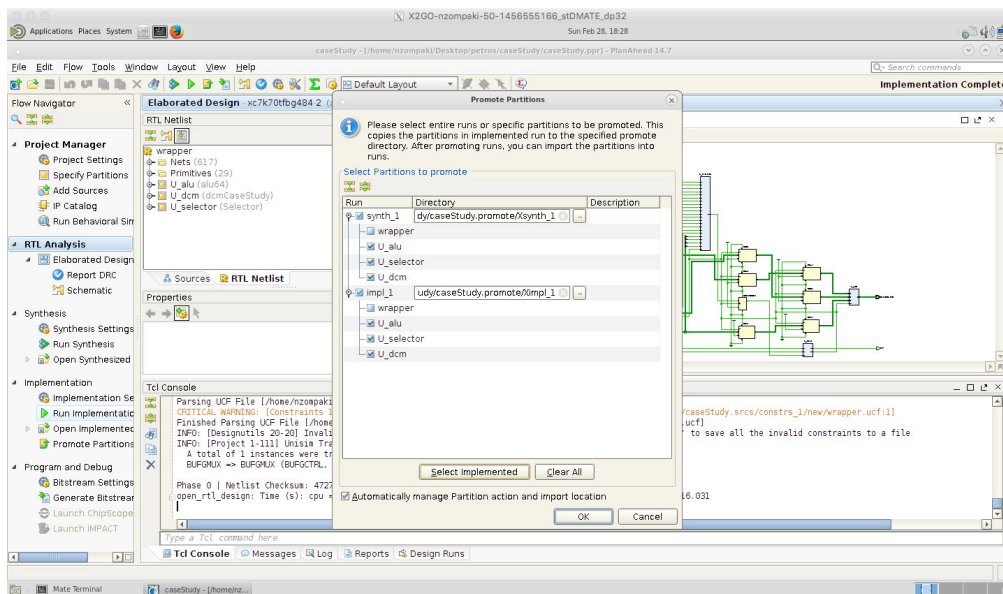 X2GO-nzompaki-50-1456555166_stDMATE_dp32
Applications Places System
Sun Feb 28, 18:28
caseStudy - [/home/nzompaki/Desktop/petros/caseStudy/caseStudy.ppr] - PlanAhead 14.7
File Edit Flow Tools Window Layout View Help
Search commands
Default Layout
Implementation Complet
Flow Navigator
Project Manager
Project Settings
Specify Partitions
Add Sources
IP Catalog
Run Behavioral Sim
RTL Analysis
Elaborated Design
Report DRC
Schematic
Synthesis
Synthesis Settings
Run Synthesis
Open Synthesized
Implementation
Implementation Se
Run Implementatic
Open Implemented
Promote Partitions
Program and Debug
Bitstream Settings
Generate Bitstrear
Launch ChipScope
Launch iMPACT
Elaborated Design - xc7k70tfbg484-2
RTL Netlist
wrapper
Nets (617)
Primitives (29)
U_alu (alu64)
U_dcm (dcmCaseStudy)
U_selector (Selector)
Sources RTL Netlist
Properties
Promote Partitions
Please select entire runs or specific partitions to be promoted. This
copies the partitions in implemented run to the specified promote
directory. After promoting runs, you can import the partitions into
runs.
Select Partitions to promote
Run Directory Description
synth_1 dy/caseStudy.promote/Xsynth_1 ..
wrapper
U_alu
U_selector
U_dcm
impl_1 udy/caseStudy.promote/Ximpl_1 ..
wrapper
U_alu
U_selector
U_dcm
Select Implemented Clear All
Automatically manage Partition action and import location
OK Cancel
Tcl Console
Parsing UCF File [/home/nzompaki
CRITICAL WARNING: [Constraints 1 /caseStudy.srcs/constrs_1/new/wrapper.ucf:1]
Finished Parsing UCF File [/home .ucf]
INFO: [Designutils 20-20] Invali ' to save all the invalid constraints to a file
INFO: [Project 1-111] Unisim Tra
A total of 1 instances were tr
BUFGMUX => BUFGMUX (BUFGCTRL,
Phase 0 | Netlist Checksum: 4727
open_rtl_design: Time (s): cpu = 16.031
Type a Tcl command here
Tcl Console Messages Log Reports Design Runs
Mate Terminal
caseStudy - [/home/nz...